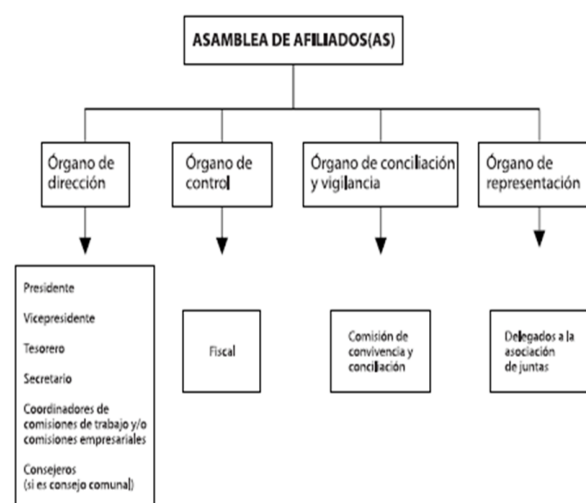 ASAMBLEA DE AFILIADOS(AS)
Órgano de
dirección
Órgano de
control
Órgano de conciliación
y vigilancia
Órgano de
representación
Presidente
Vicepresidente
Tesorero
Secretario
Coordinadores de
comisiones de trabajo y/o
comisiones empresariales
Consejeros
(si es consejo comunal)
Fiscal
Comisión de
convivencia y
conciliación
Delegados a la
asociación
de juntas